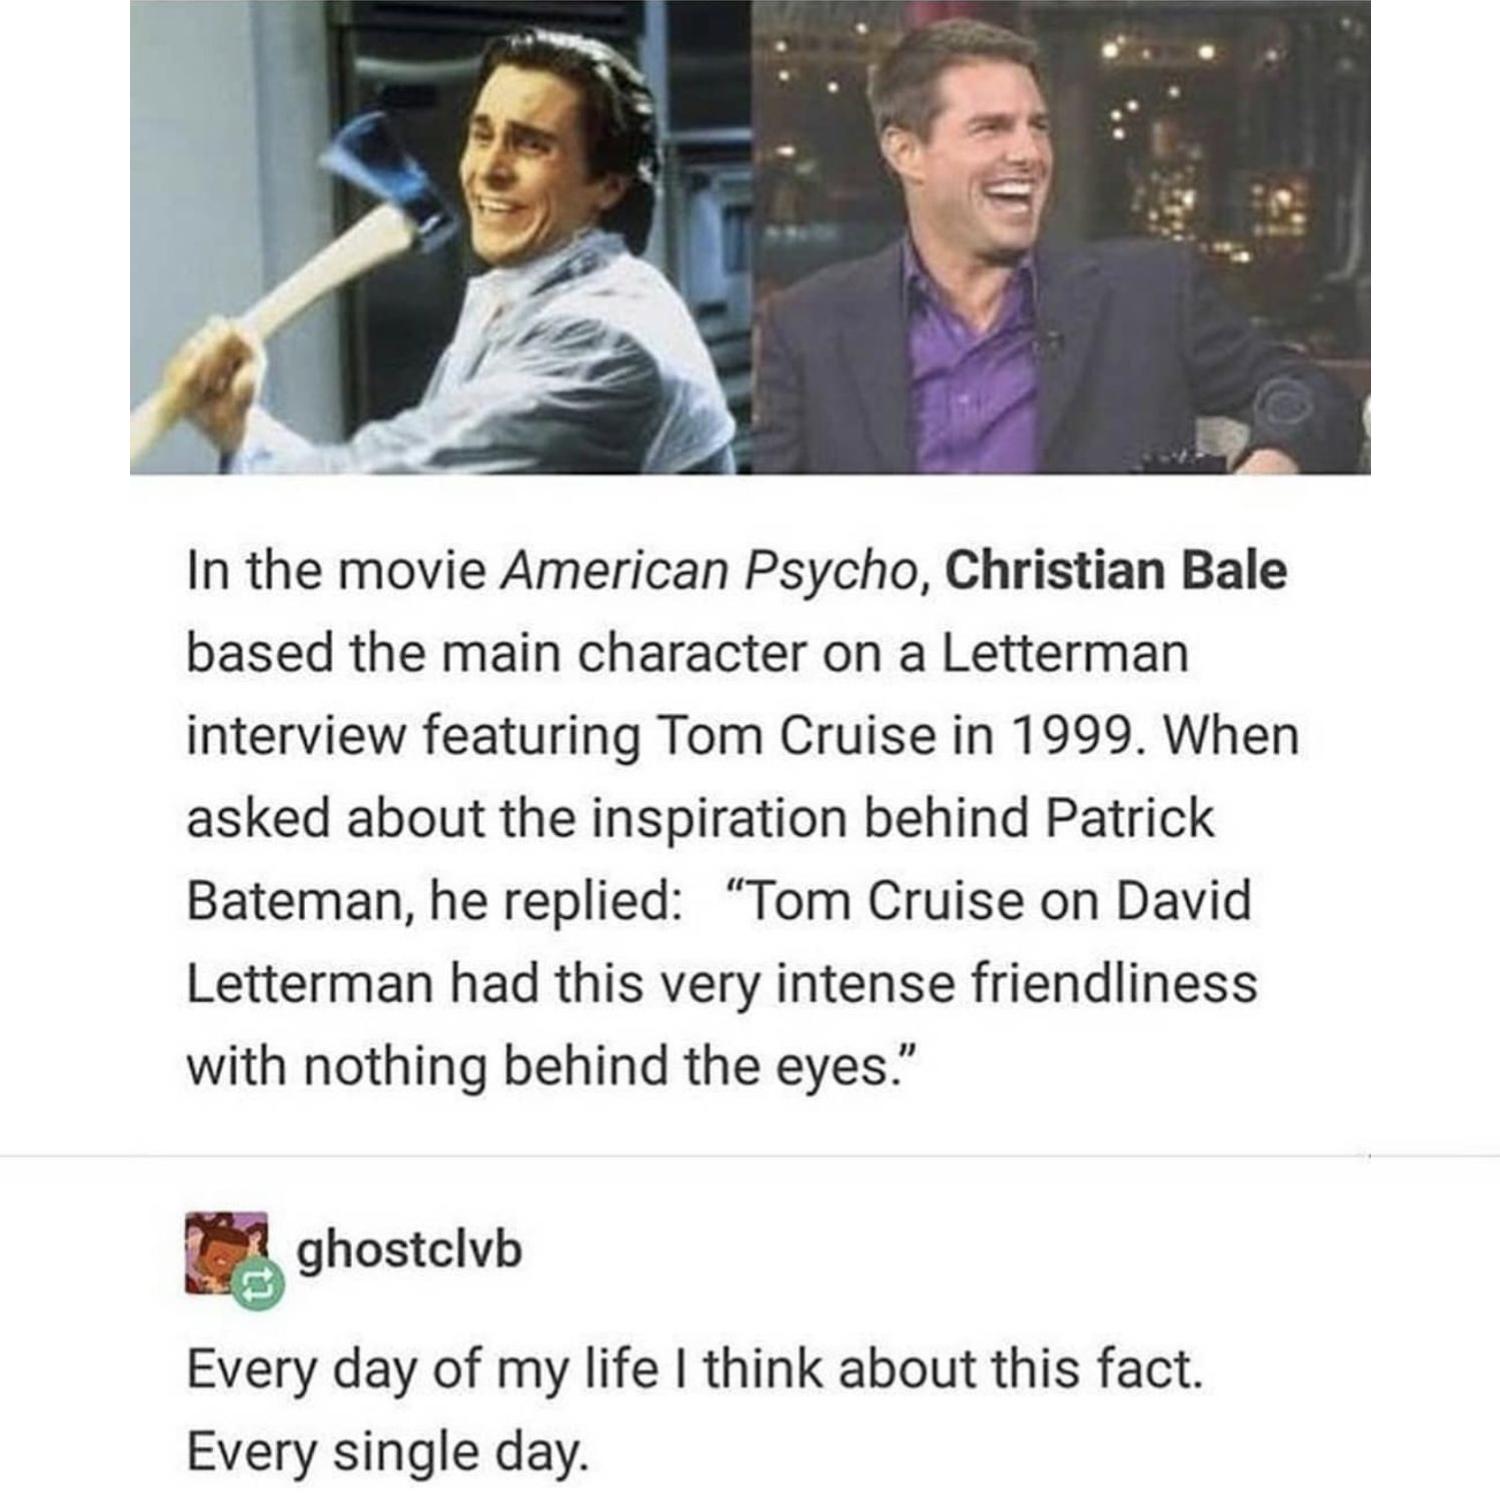 In the movie American Psycho, Christian Bale
based the main character on a Letterman
interview featuring Tom Cruise in 1999. When
asked about the inspiration behind Patrick
Bateman, he replied: “Tom Cruise on David
Letterman had this very intense friendliness
with nothing behind the eyes.”
ghostclvb
Every day of my life I think about this fact.
Every single day.